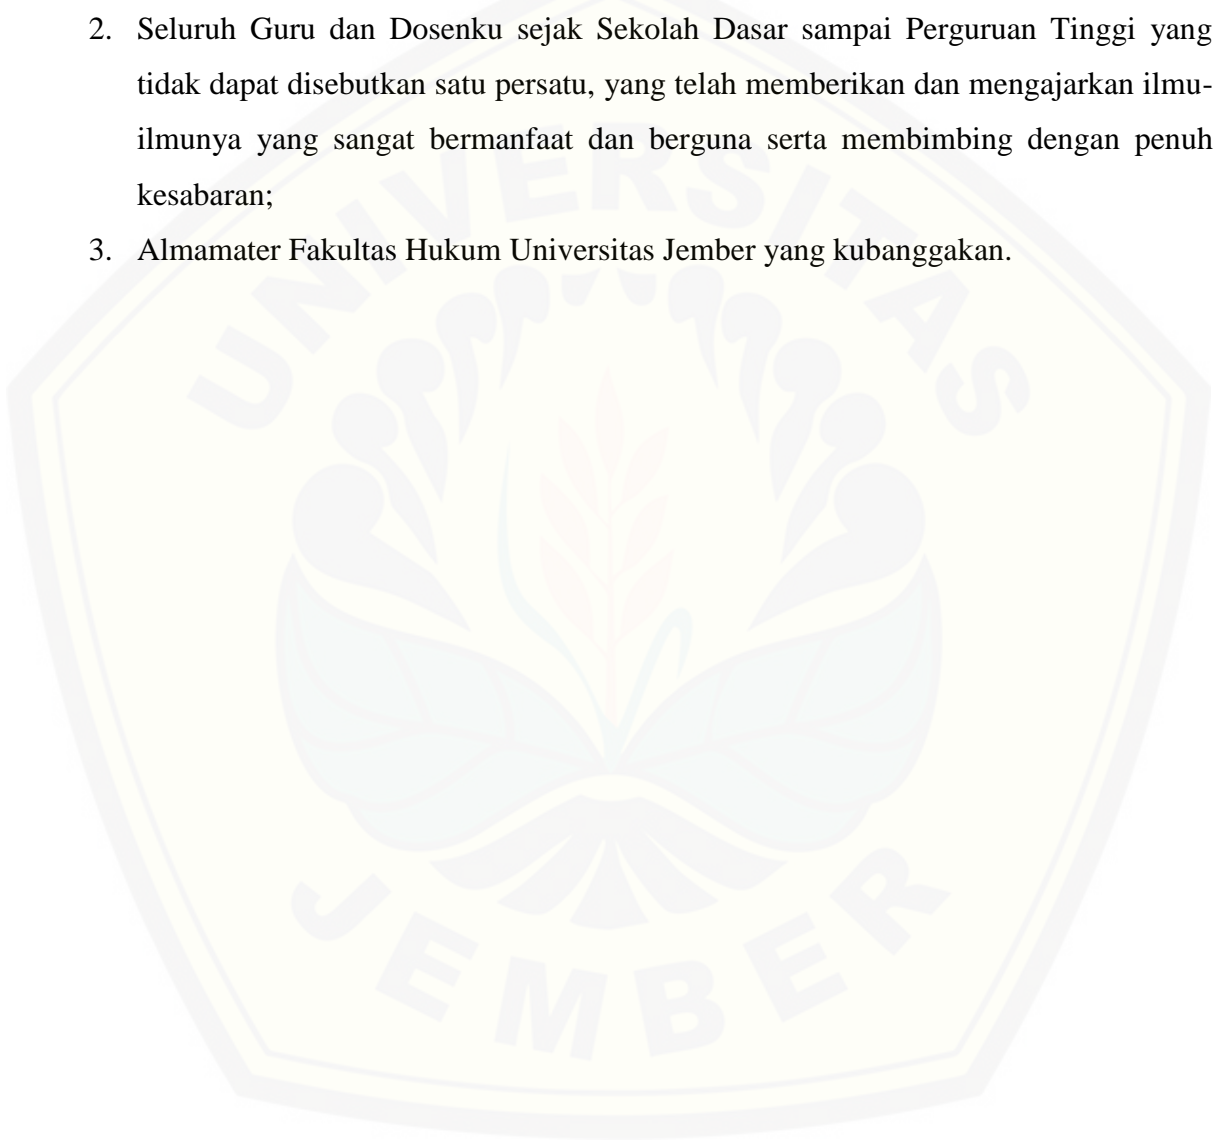 2. Seluruh Guru dan Dosenku sejak Sekolah Dasar sampai Perguruan Tinggi yang
tidak dapat disebutkan satu persatu, yang telah memberikan dan mengajarkan ilmu-
ilmunya yang sangat bermanfaat dan berguna serta membimbing dengan penuh
kesabaran;
3. Almamater Fakultas Hukum Universitas Jember yang kubanggakan.
UNIVERSITAS
JEMBER